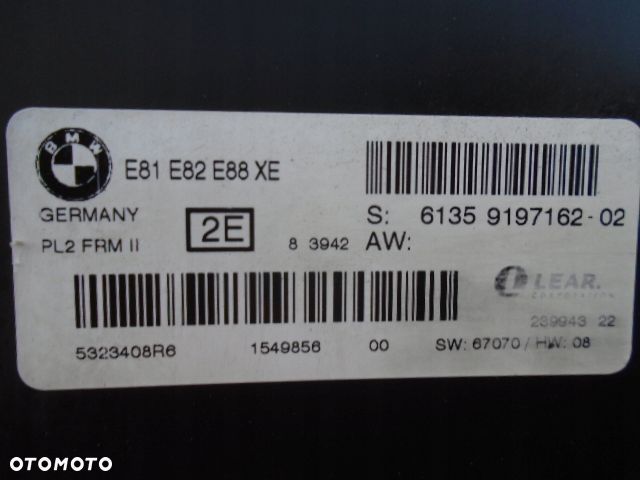 BMW
E81 E82 E88 XE
GERMANY
PL2 FRM II
2E
8 3942
S: 6135 9197162-02
AW:
LEAR.
CORPORATION
239943 22
5323408R6 1549856 00 SW: 67070 / HW: 08
OTOMOTO